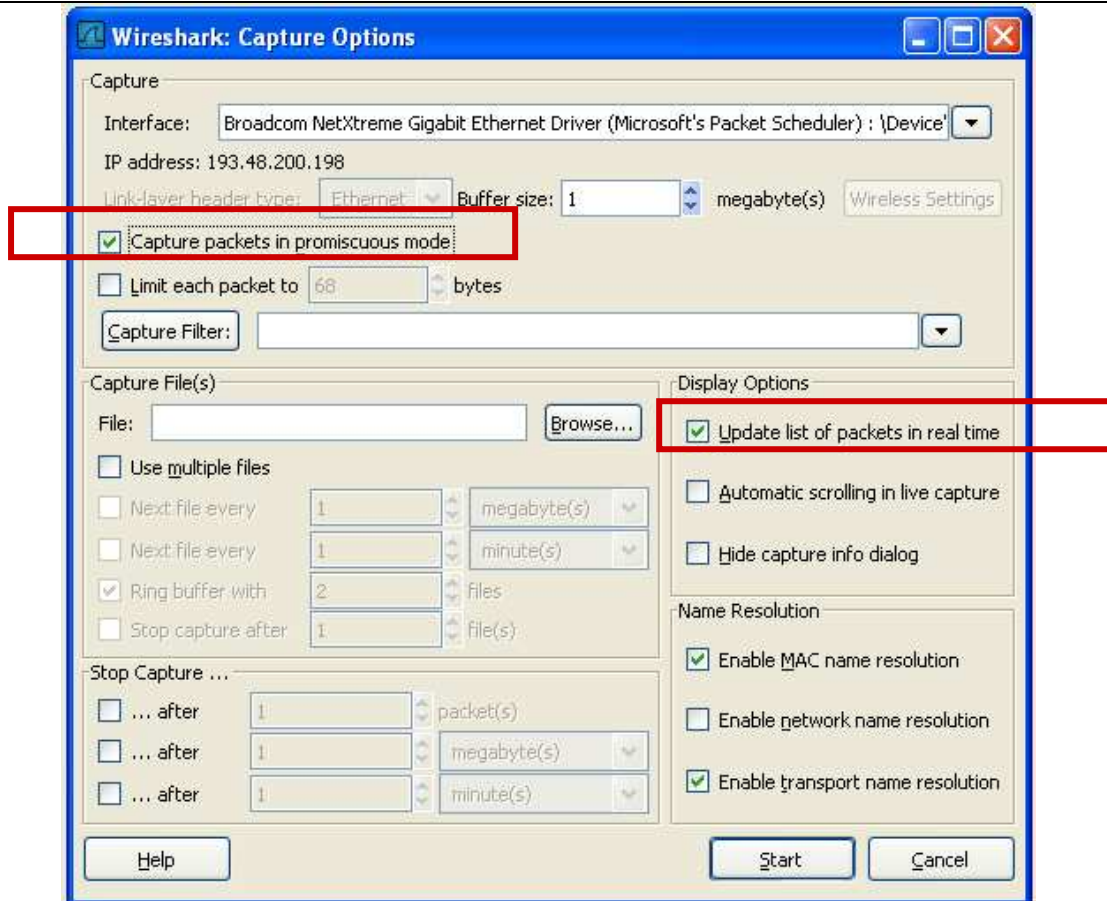 Wireshark: Capture Options
Capture
Interface: Broadcom NetXtreme Gigabit Ethernet Driver (Microsoft's Packet Scheduler) : \Device'
IP address: 193.48.200.198
Link-layer header type: Ethernet Buffer size: 1 megabyte(s) Wireless Settings
Capture packets in promiscuous mode
Limit each packet to 68 bytes
Capture Filter:
Capture File(s)
File: Browse...
Use multiple files
Next file every 1 megabyte(s)
Next file every 1 minute(s)
Ring buffer with 2 files
Stop capture after 1 file(s)
Stop Capture ...
... after 1 packet(s)
... after 1 megabyte(s)
... after 1 minute(s)
Display Options
Update list of packets in real time
Automatic scrolling in live capture
Hide capture info dialog
Name Resolution
Enable MAC name resolution
Enable network name resolution
Enable transport name resolution
Help Start Cancel